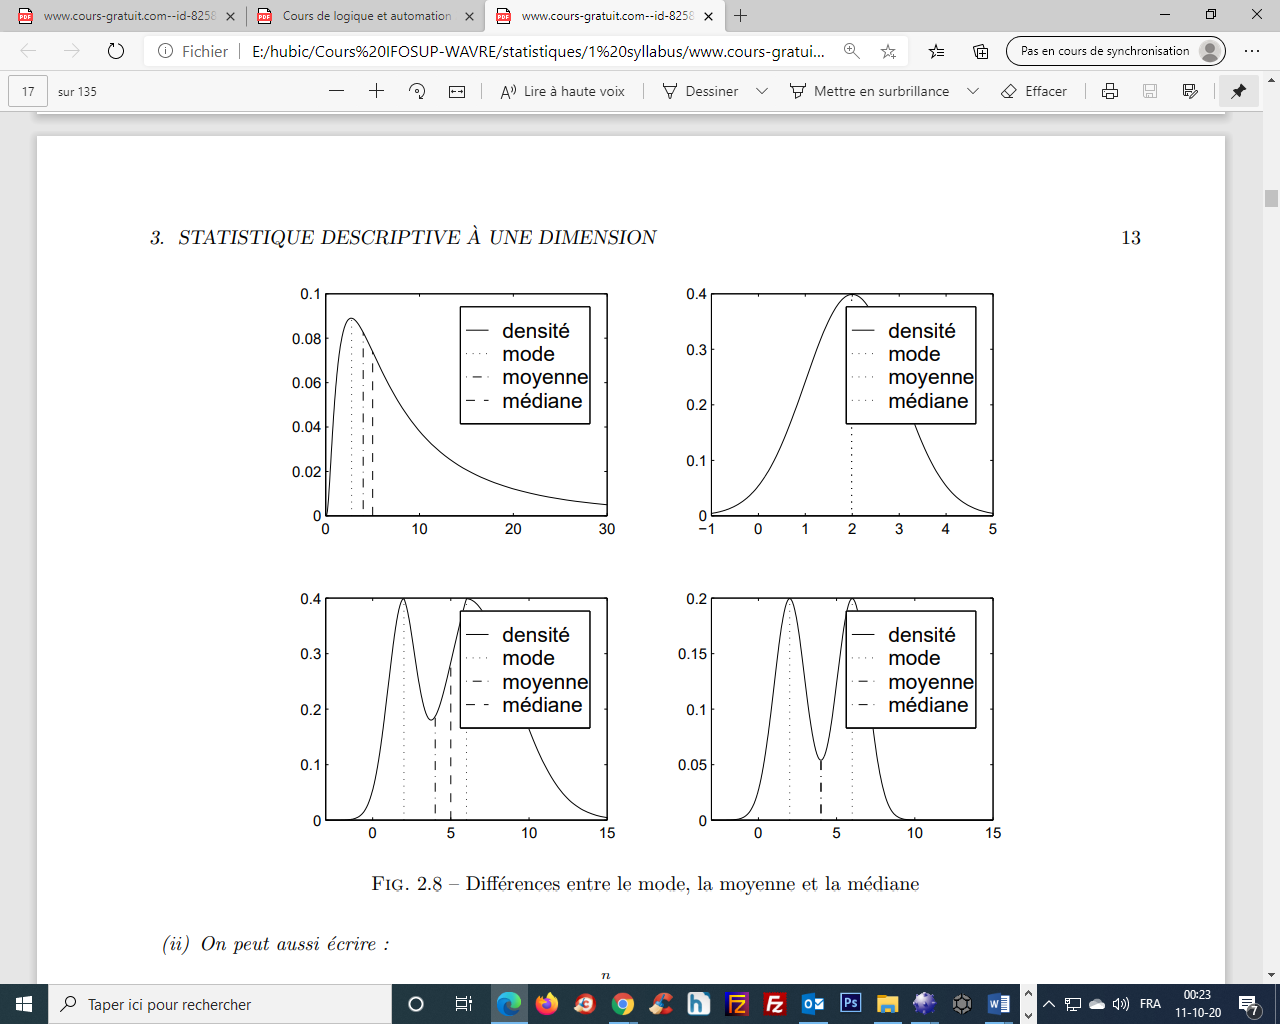 www.cours-gratuit.com--id-8258
Cours de logique et automation
www.cours-gratuit.com--id-8258
Fichier
E:/hubic/Cours%20IFOSUP-WAVRE/statistiques/1%20syllabus/www.cours-gratui...
Pas en cours de synchronisation
17 sur 135
Lire à haute voix
Dessiner
Mettre en surbrillance
Effacer
3. STATISTIQUE DESCRIPTIVE À UNE DIMENSION 13
0.1
0.08
0.06
0.04
0.02
0
0 10 20 30
densité
mode
moyenne
médiane
0.4
0.3
0.2
0.1
0
−1 0 1 2 3 4 5
densité
mode
moyenne
médiane
0.4
0.3
0.2
0.1
0
0 5 10 15
densité
mode
moyenne
médiane
0.2
0.15
0.1
0.05
0
0 5 10 15
densité
mode
moyenne
médiane
FIG. 2.8 – Différences entre le mode, la moyenne et la médiane
(ii) On peut aussi écrire :
n
Taper ici pour rechercher
FRA
00:23
11-10-20
7